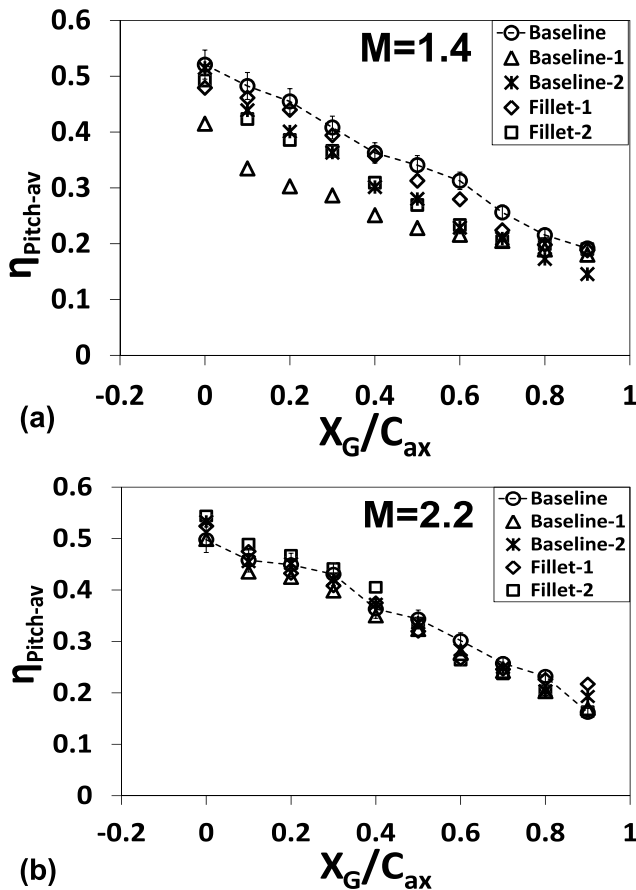 M=1.4
Baseline
Baseline-1
Baseline-2
Fillet-1
Fillet-2
0.6
0.5
0.4
0.3
0.2
0.1
0
ηPitch-av
-0.2 0 0.2 0.4 0.6 0.8 1
(a)
XG/Cax
M=2.2
Baseline
Baseline-1
Baseline-2
Fillet-1
Fillet-2
0.6
0.5
0.4
0.3
0.2
0.1
0
ηPitch-av
-0.2 0 0.2 0.4 0.6 0.8 1
(b)
XG/Cax